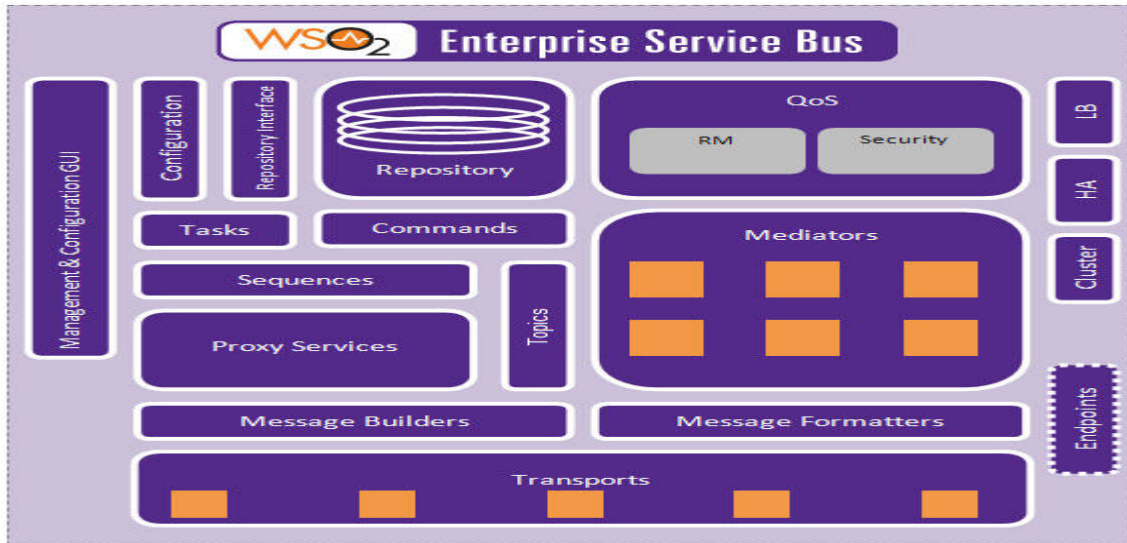 WSO2 Enterprise Service Bus
Management & Configuration GUI
Configuration
Repository Interface
Repository
QoS
RM
Security
LB
HA
Cluster
Tasks
Commands
Mediators
Sequences
Topics
Proxy Services
Endpoints
Message Builders
Message Formatters
Transports